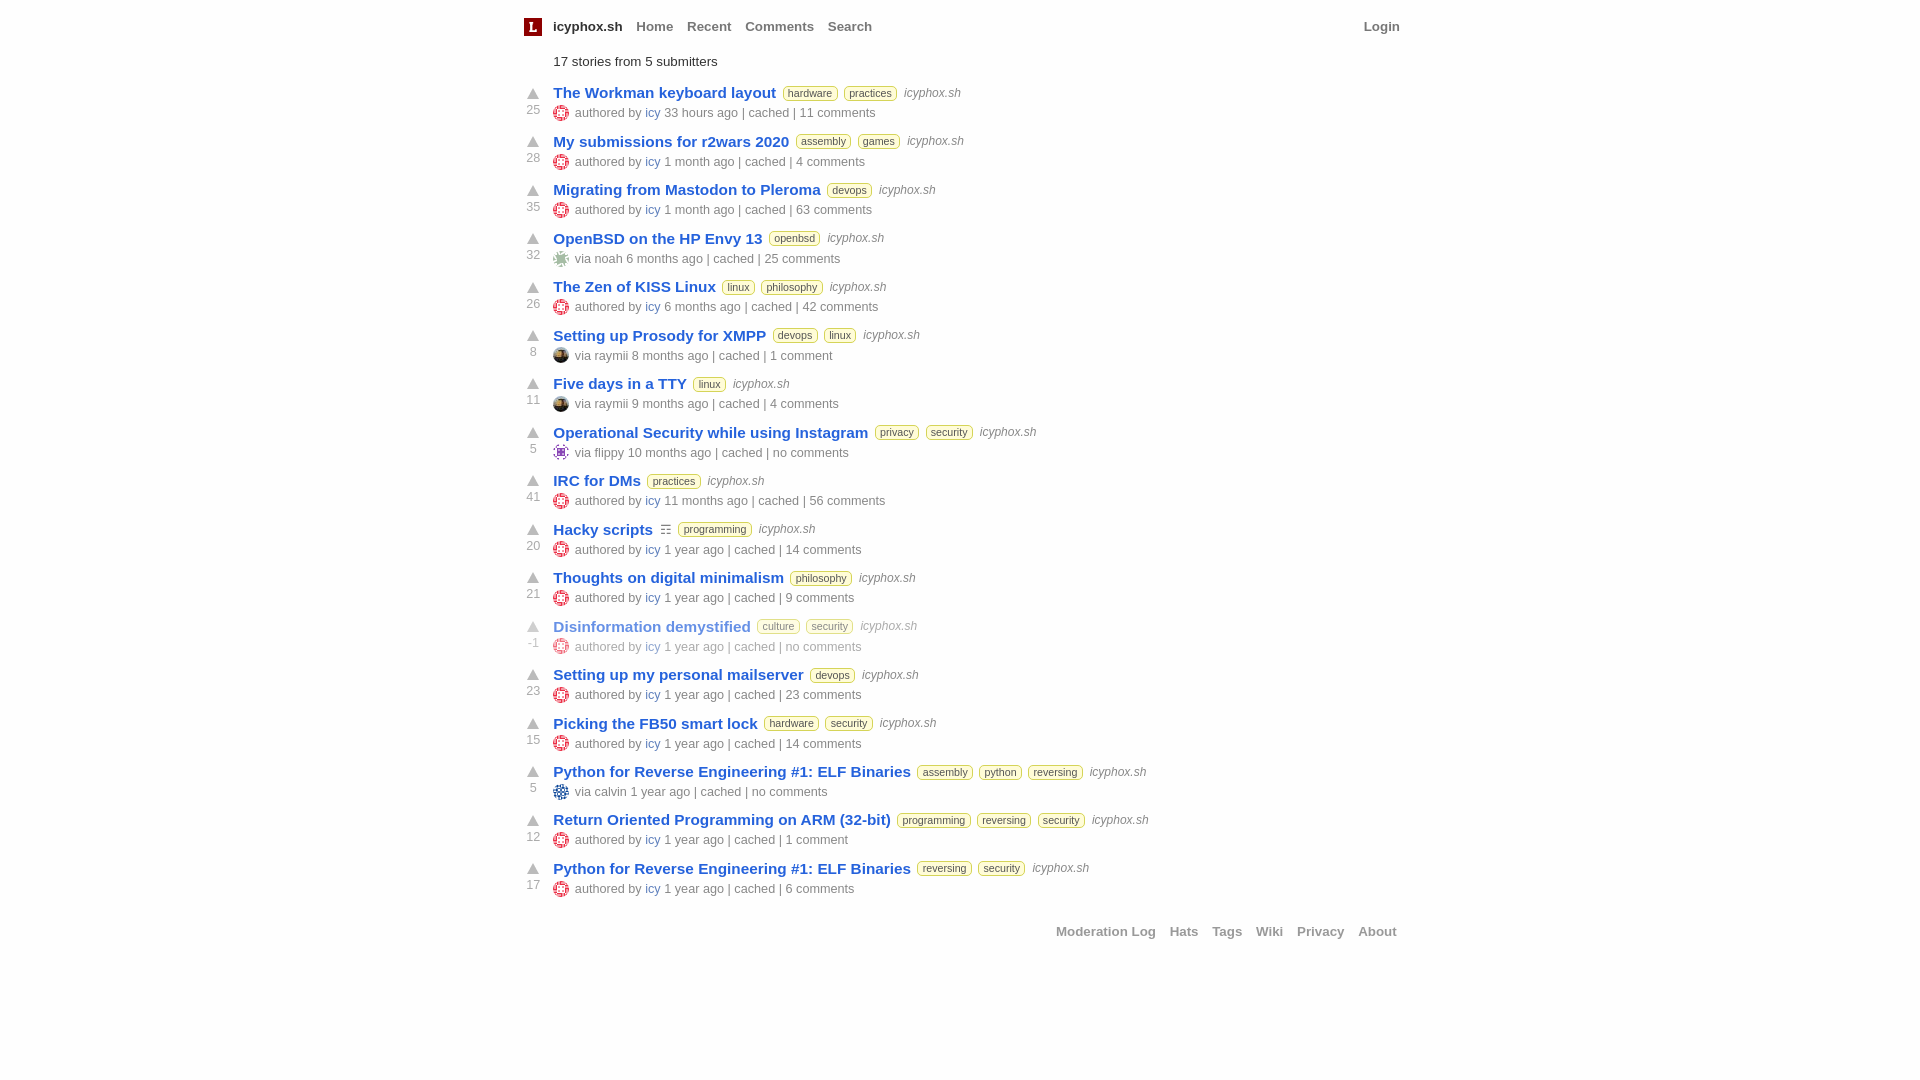 L icyphox.sh Home Recent Comments Search Login
17 stories from 5 submitters
The Workman keyboard layout hardware practices icyphox.sh
25 authored by icy 33 hours ago | cached | 11 comments
My submissions for r2wars 2020 assembly games icyphox.sh
28 authored by icy 1 month ago | cached | 4 comments
Migrating from Mastodon to Pleroma devops icyphox.sh
35 authored by icy 1 month ago | cached | 63 comments
OpenBSD on the HP Envy 13 openbsd icyphox.sh
32 via noah 6 months ago | cached | 25 comments
The Zen of KISS Linux linux philosophy icyphox.sh
26 authored by icy 6 months ago | cached | 42 comments
Setting up Prosody for XMPP devops linux icyphox.sh
8 via raymii 8 months ago | cached | 1 comment
Five days in a TTY linux icyphox.sh
11 via raymii 9 months ago | cached | 4 comments
Operational Security while using Instagram privacy security icyphox.sh
5 via flippy 10 months ago | cached | no comments
IRC for DMs practices icyphox.sh
41 authored by icy 11 months ago | cached | 56 comments
Hacky scripts ☶ programming icyphox.sh
20 authored by icy 1 year ago | cached | 14 comments
Thoughts on digital minimalism philosophy icyphox.sh
21 authored by icy 1 year ago | cached | 9 comments
Disinformation demystified culture security icyphox.sh
-1 authored by icy 1 year ago | cached | no comments
Setting up my personal mailserver devops icyphox.sh
23 authored by icy 1 year ago | cached | 23 comments
Picking the FB50 smart lock hardware security icyphox.sh
15 authored by icy 1 year ago | cached | 14 comments
Python for Reverse Engineering #1: ELF Binaries assembly python reversing icyphox.sh
5 via calvin 1 year ago | cached | no comments
Return Oriented Programming on ARM (32-bit) programming reversing security icyphox.sh
12 authored by icy 1 year ago | cached | 1 comment
Python for Reverse Engineering #1: ELF Binaries reversing security icyphox.sh
17 authored by icy 1 year ago | cached | 6 comments
Moderation Log Hats Tags Wiki Privacy About